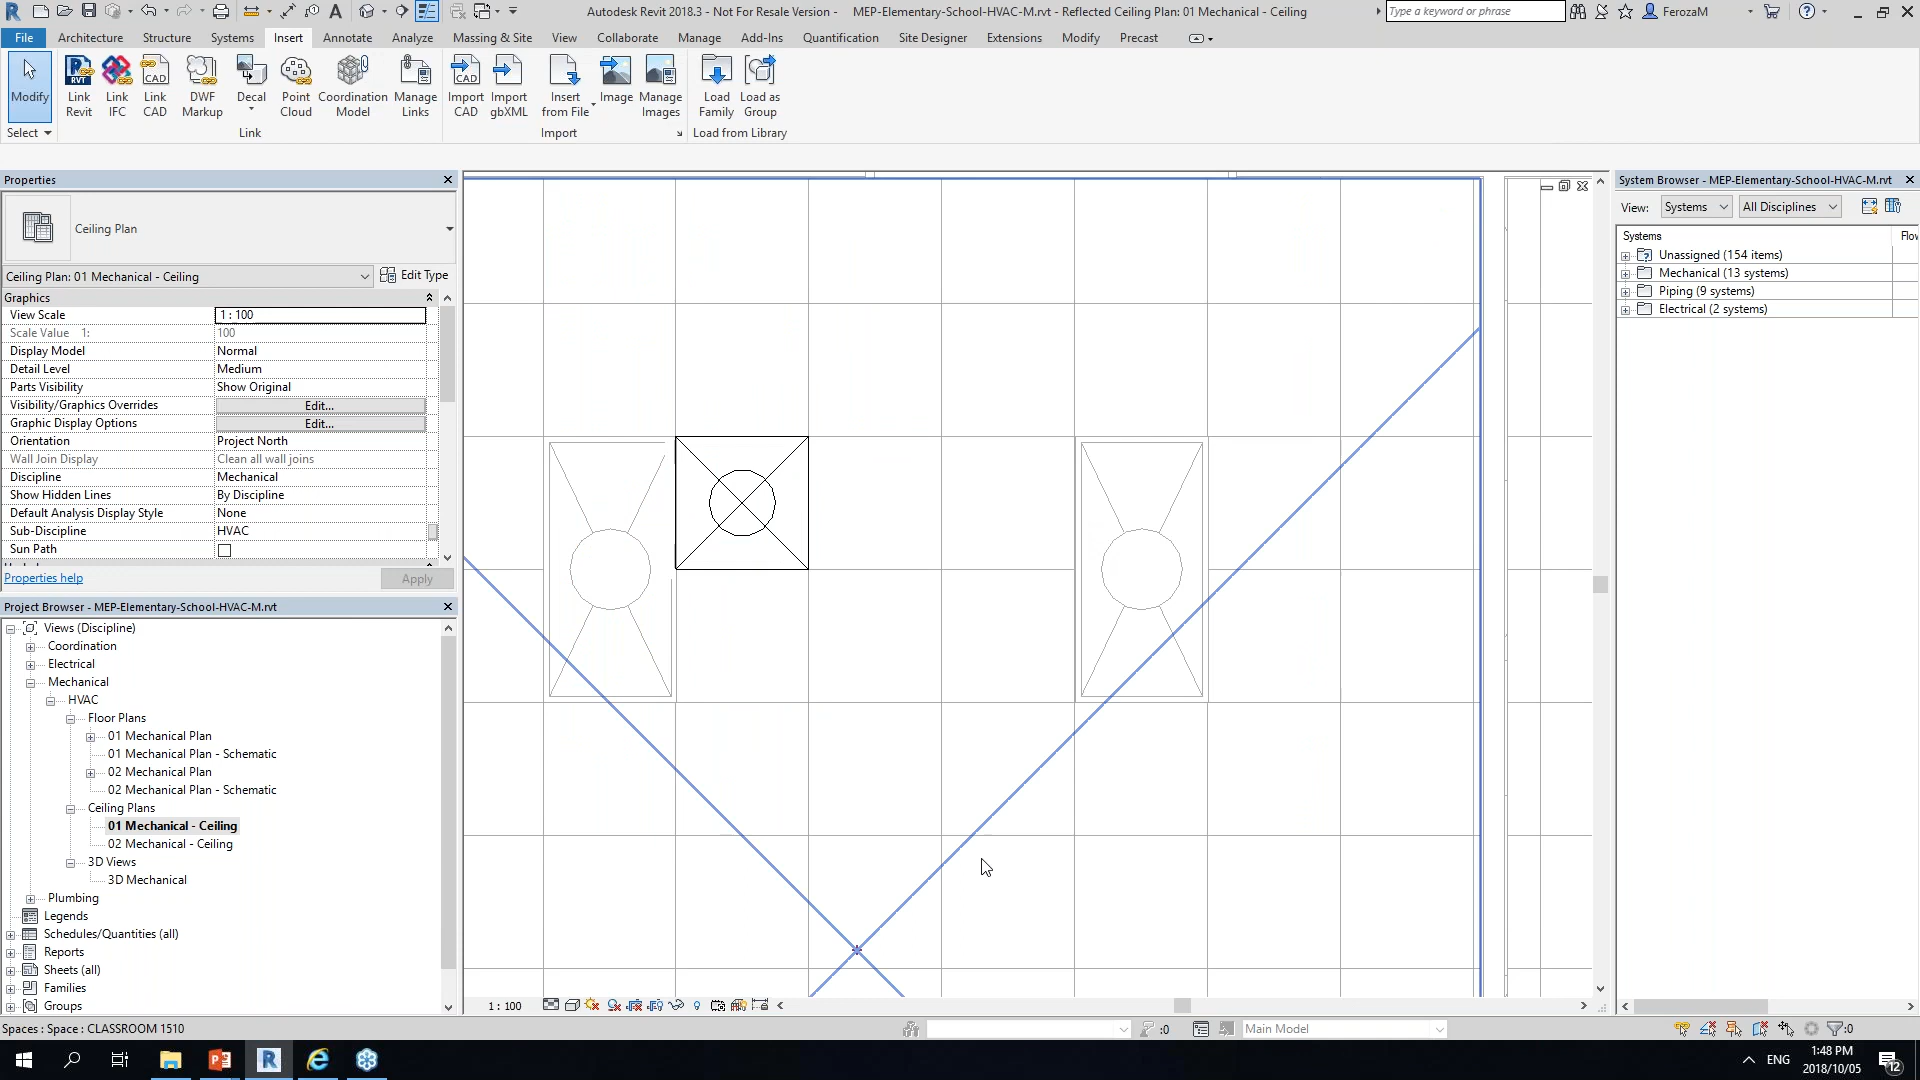 Autodesk Revit 2018.3 - Not For Resale Version - MEP-Elementary-School-HVAC-M.rvt - Reflected Ceiling Plan: 01 Mechanical - Ceiling
Type a keyword or phrase
FerozaM
File Architecture Structure Systems Insert Annotate Analyze Massing & Site View Collaborate Manage Add-Ins Quantification Site Designer Extensions Modify Precast
Modify
Link Revit
Link IFC
Link CAD
DWF Markup
Decal
Point Cloud
Coordination Model
Manage Links
Import CAD
Import gbXML
Insert from File
Image
Manage Images
Load Family
Load as Group
Select
Link
Import
Load from Library
Properties
Ceiling Plan
Ceiling Plan: 01 Mechanical - Ceiling
Edit Type
Graphics
View Scale 1 : 100
Scale Value 1: 100
Display Model Normal
Detail Level Medium
Parts Visibility Show Original
Visibility/Graphics Overrides Edit...
Graphic Display Options Edit...
Orientation Project North
Wall Join Display Clean all wall joins
Discipline Mechanical
Show Hidden Lines By Discipline
Default Analysis Display Style None
Sub-Discipline HVAC
Sun Path
Properties help
Apply
Project Browser - MEP-Elementary-School-HVAC-M.rvt
Views (Discipline)
Coordination
Electrical
Mechanical
HVAC
Floor Plans
01 Mechanical Plan
01 Mechanical Plan - Schematic
02 Mechanical Plan
02 Mechanical Plan - Schematic
Ceiling Plans
01 Mechanical - Ceiling
02 Mechanical - Ceiling
3D Views
3D Mechanical
Plumbing
Legends
Schedules/Quantities (all)
Reports
Sheets (all)
Families
Groups
System Browser - MEP-Elementary-School-HVAC-M.rvt
View: Systems All Disciplines
Systems Flow
Unassigned (154 items)
Mechanical (13 systems)
Piping (9 systems)
Electrical (2 systems)
1 : 100
Spaces : Space : CLASSROOM 1510
:0
Main Model
:0
ENG
1:48 PM
2018/10/05
12